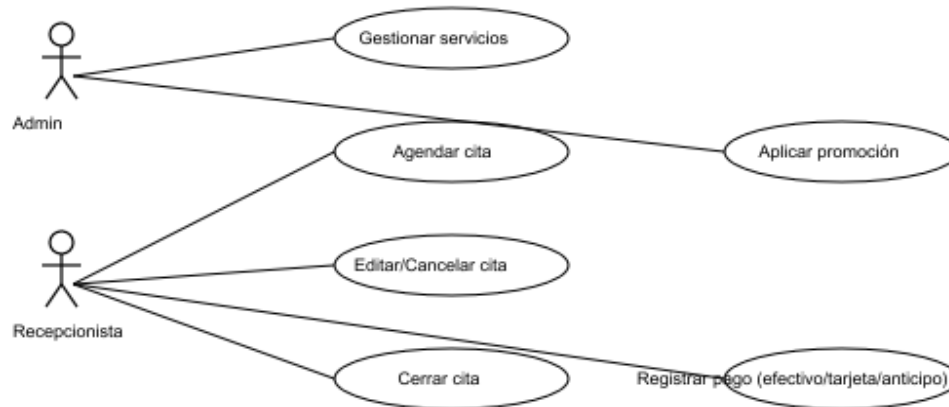 Gestionar servicios
Admin
Agendar cita
Aplicar promoción
Editar/Cancelar cita
Recepcionista
Cerrar cita
Registrar pago (efectivo/tarjeta/anticipo)